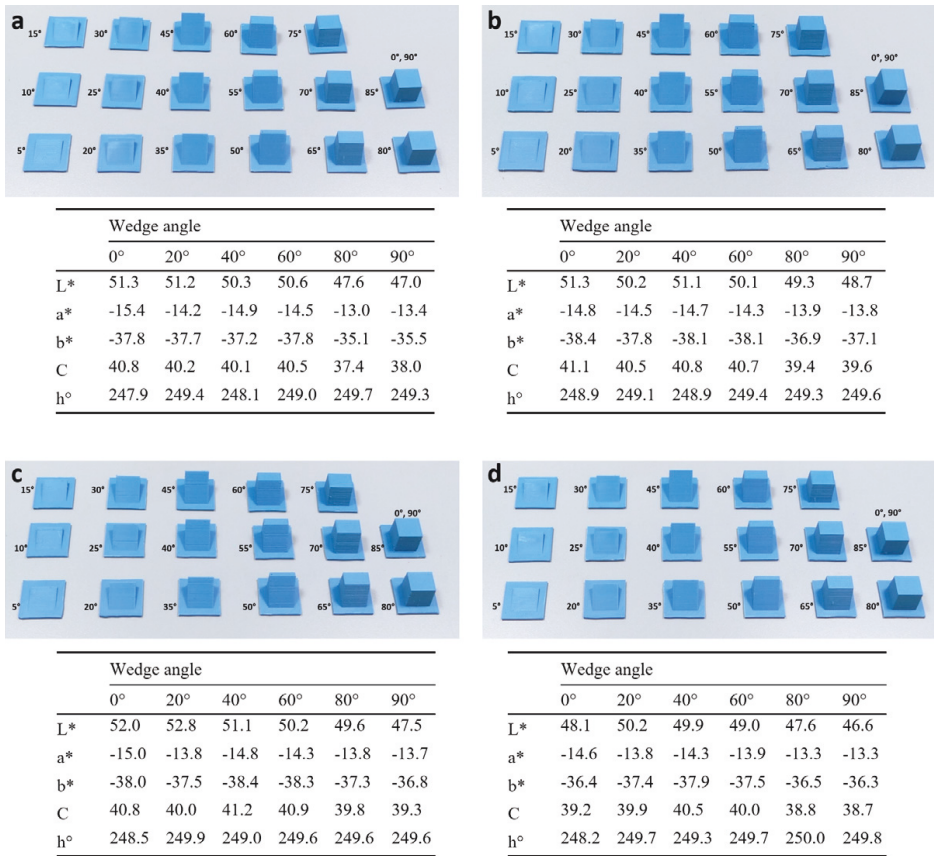 a
15° 30° 45° 60° 75°
0°, 90°
10° 25° 40° 55° 70° 85°
5° 20° 35° 50° 65° 80°
b
15° 30° 45° 60° 75°
0°, 90°
10° 25° 40° 55° 70° 85°
5° 20° 35° 50° 65° 80°
Wedge angle
0° 20° 40° 60° 80° 90°
L* 51.3 51.2 50.3 50.6 47.6 47.0
a* -15.4 -14.2 -14.9 -14.5 -13.0 -13.4
b* -37.8 -37.7 -37.2 -37.8 -35.1 -35.5
C 40.8 40.2 40.1 40.5 37.4 38.0
h° 247.9 249.4 248.1 249.0 249.7 249.3
Wedge angle
0° 20° 40° 60° 80° 90°
L* 51.3 50.2 51.1 50.1 49.3 48.7
a* -14.8 -14.5 -14.7 -14.3 -13.9 -13.8
b* -38.4 -37.8 -38.1 -38.1 -36.9 -37.1
C 41.1 40.5 40.8 40.7 39.4 39.6
h° 248.9 249.1 248.9 249.4 249.3 249.6
c
15° 30° 45° 60° 75°
0°, 90°
10° 25° 40° 55° 70° 85°
5° 20° 35° 50° 65° 80°
d
15° 30° 45° 60° 75°
0°, 90°
10° 25° 40° 55° 70° 85°
5° 20° 35° 50° 65° 80°
Wedge angle
0° 20° 40° 60° 80° 90°
L* 52.0 52.8 51.1 50.2 49.6 47.5
a* -15.0 -13.8 -14.8 -14.3 -13.8 -13.7
b* -38.0 -37.5 -38.4 -38.3 -37.3 -36.8
C 40.8 40.0 41.2 40.9 39.8 39.3
h° 248.5 249.9 249.0 249.6 249.6 249.6
Wedge angle
0° 20° 40° 60° 80° 90°
L* 48.1 50.2 49.9 49.0 47.6 46.6
a* -14.6 -13.8 -14.3 -13.9 -13.3 -13.3
b* -36.4 -37.4 -37.9 -37.5 -36.5 -36.3
C 39.2 39.9 40.5 40.0 38.8 38.7
h° 248.2 249.7 249.3 249.7 250.0 249.8